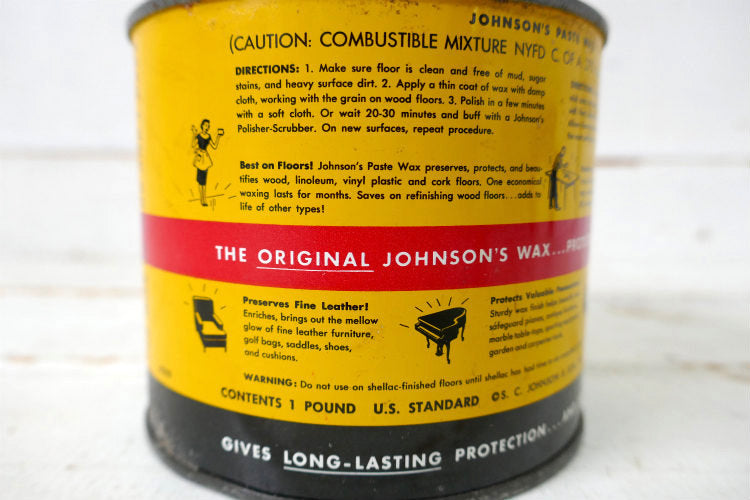 JOHNSON'S PASTE
(CAUTION: COMBUSTIBLE MIXTURE NYFD C. OF A.
DIRECTIONS: 1. Make sure floor is clean and free of mud, sugar
stains, and heavy surface dirt. 2. Apply a thin coat of wax with damp
cloth, working with the grain on wood floors. 3. Polish in a few minutes
with a soft cloth. Or wait 20-30 minutes and buff with a Johnson's
Polisher-Scrubber. On new surfaces, repeat procedure.
Best on Floors! Johnson's Paste Wax preserves, protects, and beau-
tifies wood, linoleum, vinyl plastic and cork floors. One economical
waxing lasts for months. Saves on refinishing wood floors...adds to
life of other types!
THE ORIGINAL JOHNSON'S WAX...
Preserves Fine Leather!
Enriches, brings out the mellow
glow of fine leather furniture,
golf bags, saddles, shoes,
and cushions.
Protects Valuable
Sturdy wax finish helps
safeguard pianos, antique
marble table tops,
garden and carpenter tools.
WARNING: Do not use on shellac-finished floors until shellac has had time to
CONTENTS 1 POUND U.S. STANDARD ©S. C. JOHNSON &
GIVES LONG-LASTING PROTECTION...